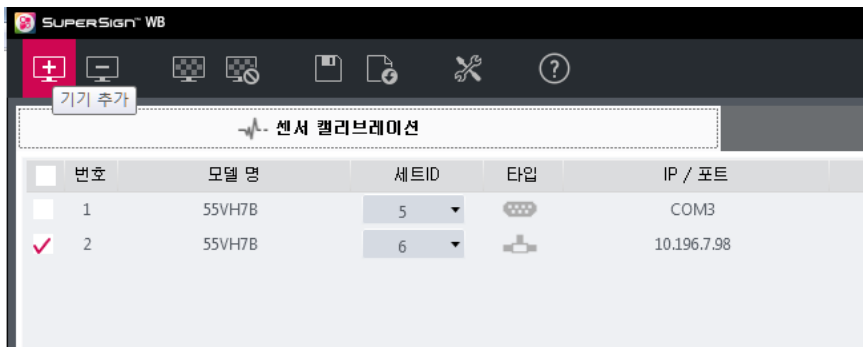 SuperSign™ WB
기기 추가
센서 캘리브레이션
번호 모델 명 세트ID 타입 IP / 포트
1 55VH7B 5 COM3
2 55VH7B 6 10.196.7.98